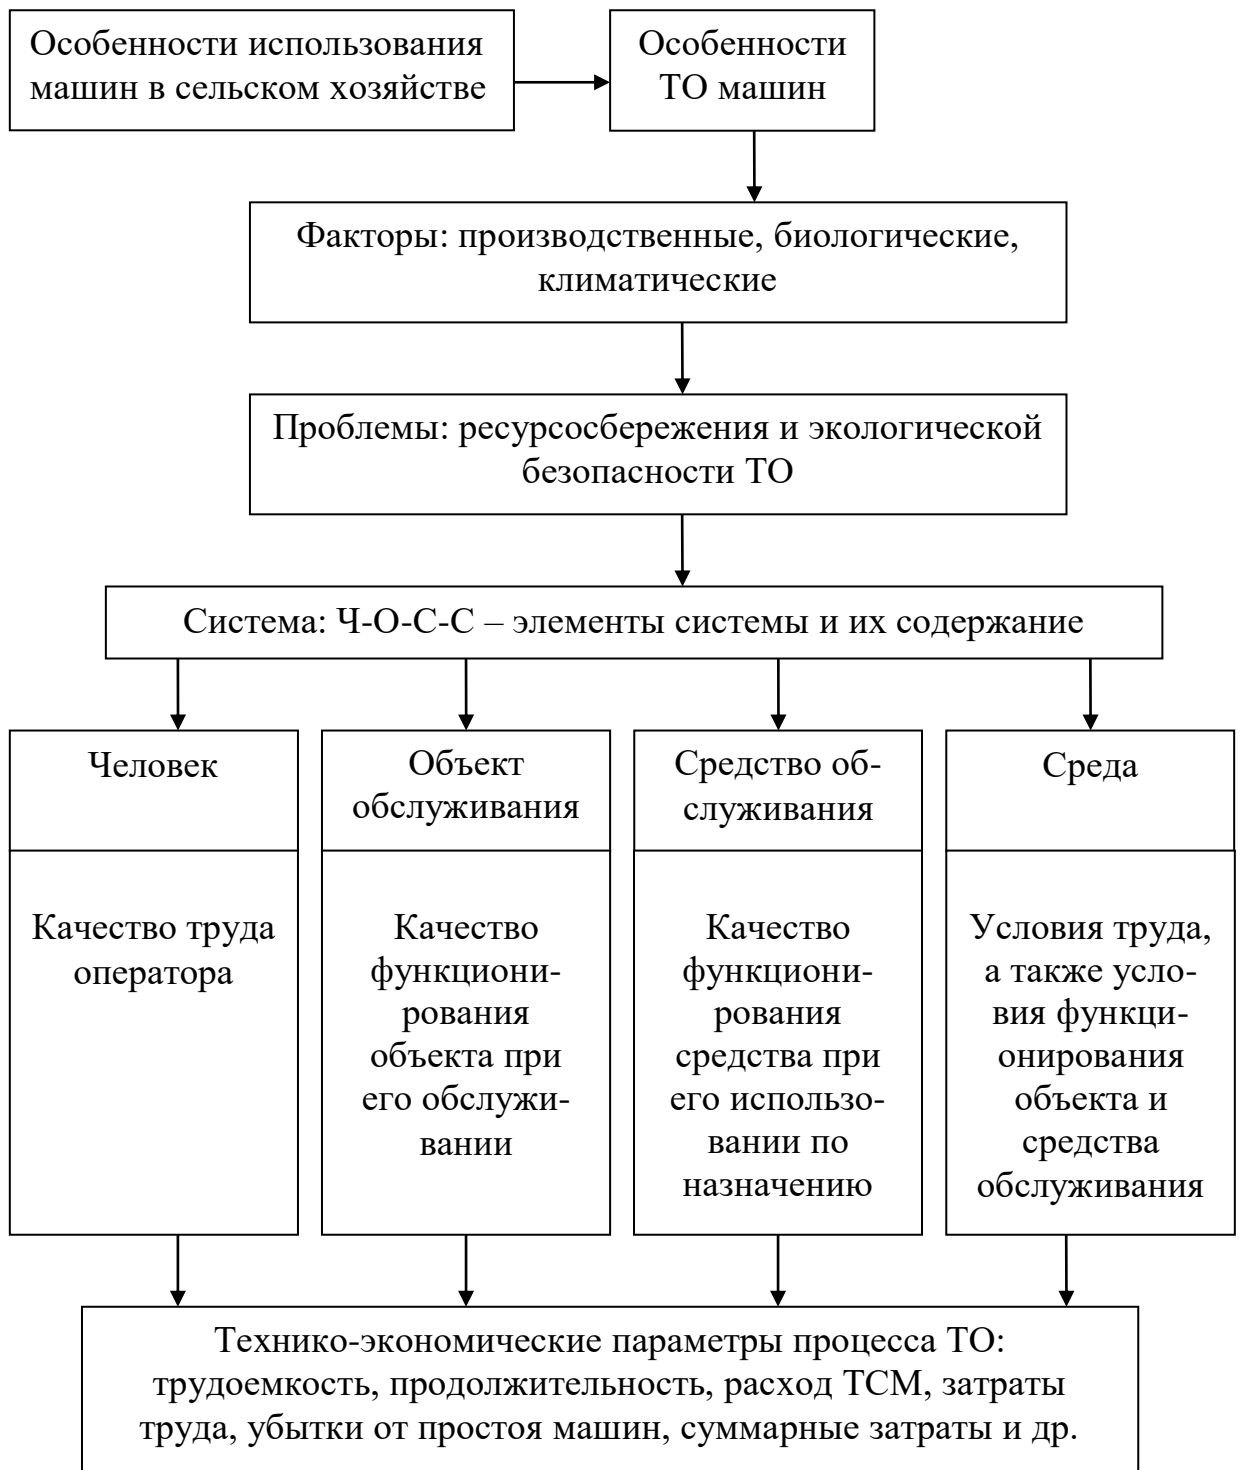 Особенности использования
машин в сельском хозяйстве
Особенности
ТО машин
Факторы: производственные, биологические,
климатические
Проблемы: ресурсосбережения и экологической
безопасности ТО
Система: Ч-О-С-С – элементы системы и их содержание
Человек
Объект
обслуживания
Средство об-
служивания
Среда
Качество труда
оператора
Качество
функциони-
рования
объекта при
его обслужи-
вании
Качество
функциони-
рования
средства при
его использо-
вании по
назначению
Условия труда,
а также усло-
вия функци-
онирования
объекта и
средства
обслуживания
Технико-экономические параметры процесса ТО:
трудоемкость, продолжительность, расход ТСМ, затраты
труда, убытки от простоя машин, суммарные затраты и др.